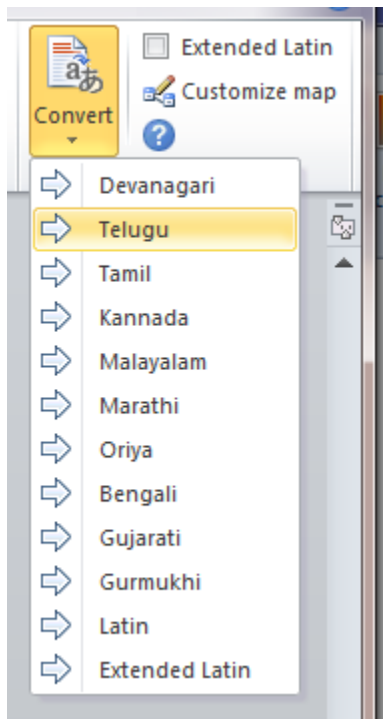 Extended Latin
Convert
Customize map
Devanagari
Telugu
Tamil
Kannada
Malayalam
Marathi
Oriya
Bengali
Gujarati
Gurmukhi
Latin
Extended Latin